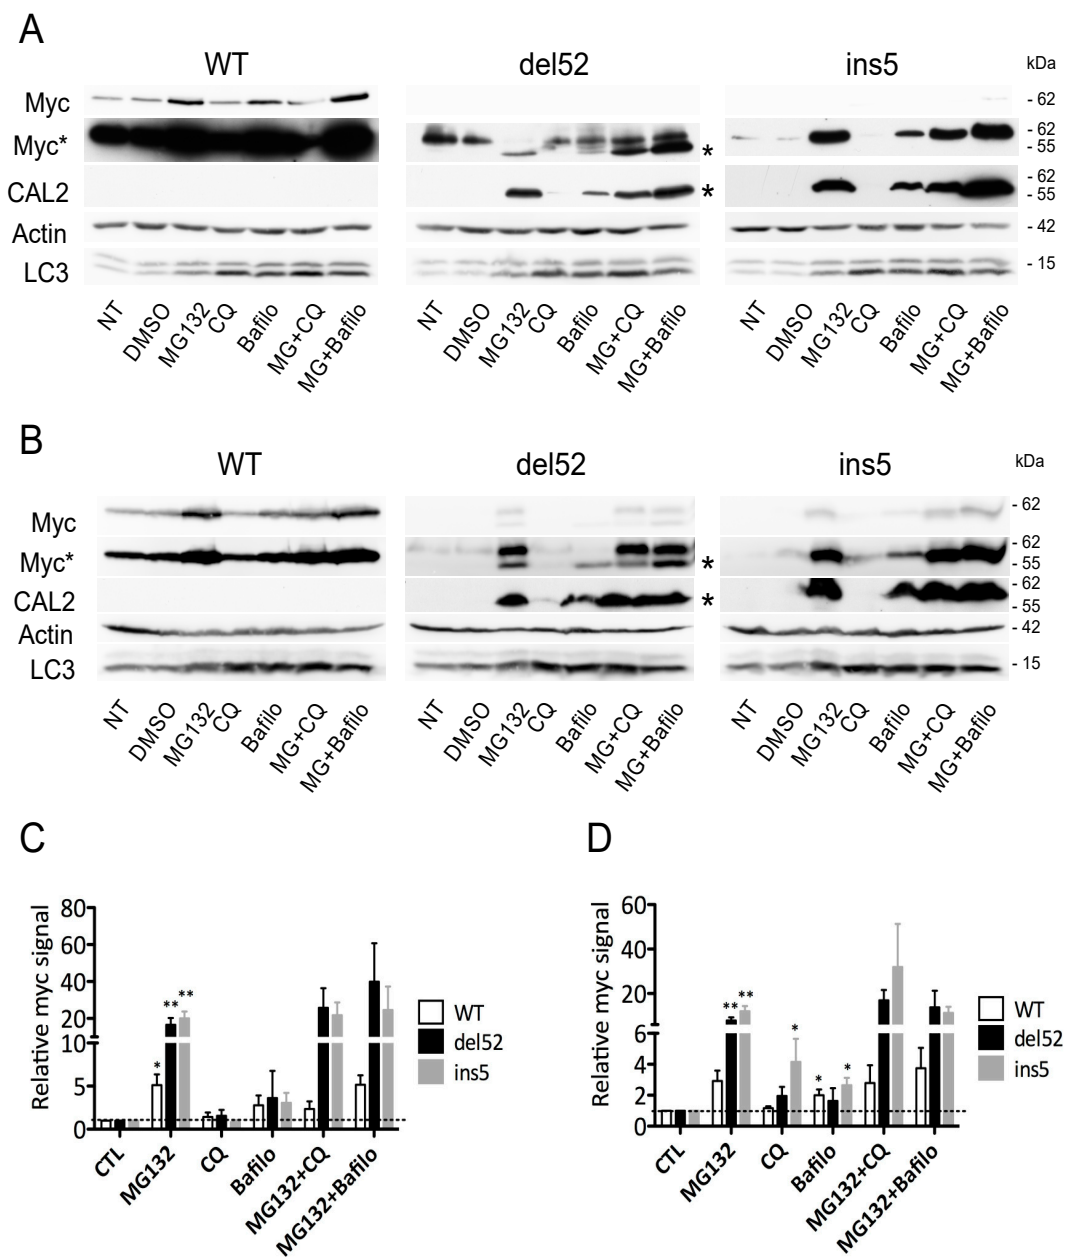 A
WT del52 ins5 kDa
Myc - 62
Myc* - 62
- 55
*
CAL2 - 62
- 55
*
Actin - 42
LC3 - 15
NT DMSO MG132 CQ Bafilo MG+CQ MG+Bafilo NT DMSO MG132 CQ Bafilo MG+CQ MG+Bafilo NT DMSO MG132 CQ Bafilo MG+CQ MG+Bafilo
B
WT del52 ins5 kDa
Myc - 62
Myc* - 62
- 55
*
CAL2 - 62
- 55
*
Actin - 42
LC3 - 15
NT DMSO MG132 CQ Bafilo MG+CQ MG+Bafilo NT DMSO MG132 CQ Bafilo MG+CQ MG+Bafilo NT DMSO MG132 CQ Bafilo MG+CQ MG+Bafilo
C
Relative myc signal
80
60
40
20
10
5
0
* ** **
CTL MG132 CQ Bafilo MG132+CQ MG132+Bafilo
WT
del52
ins5
D
Relative myc signal
60
40
20
6
4
2
0
** ** * * *
CTL MG132 CQ Bafilo MG132+CQ MG132+Bafilo
WT
del52
ins5